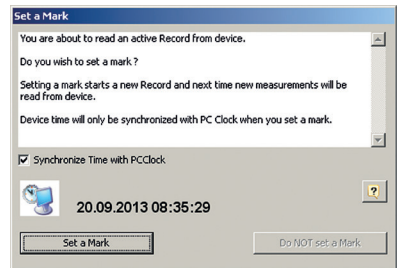 Set a Mark
You are about to read an active Record from device.
Do you wish to set a mark ?
Setting a mark starts a new Record and next time new measurements will be
read from device.
Device time will only be synchronized with PC Clock when you set a mark.
Synchronize Time with PCClock
?
20.09.2013 08:35:29
Set a Mark
Do NOT set a Mark